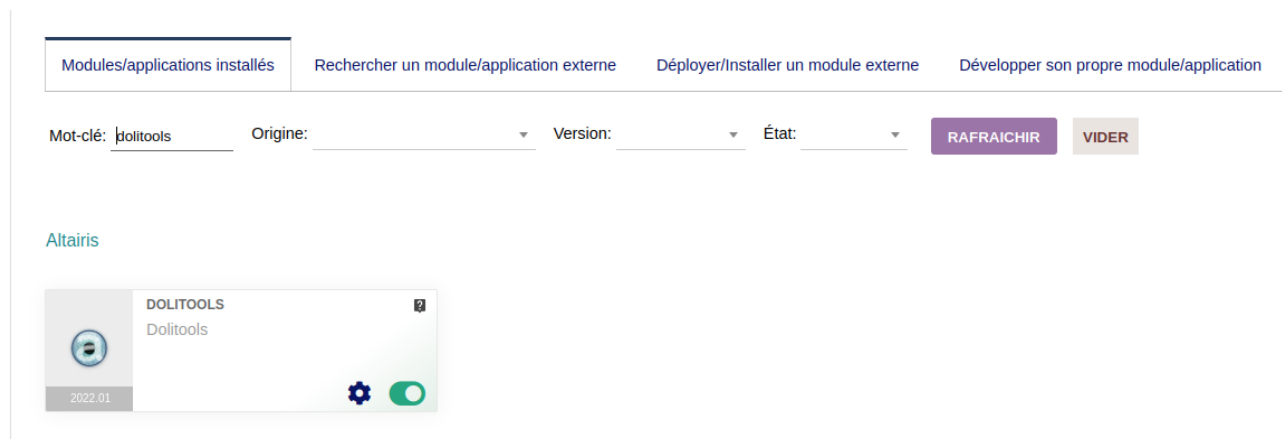 Modules/applications installés Rechercher un module/application externe Déployer/Installer un module externe Développer son propre module/application
Mot-clé: dolitools Origine: Version: État: RAFRAICHIR VIDER
Altairis
DOLITOOLS
Dolitools
2022.01